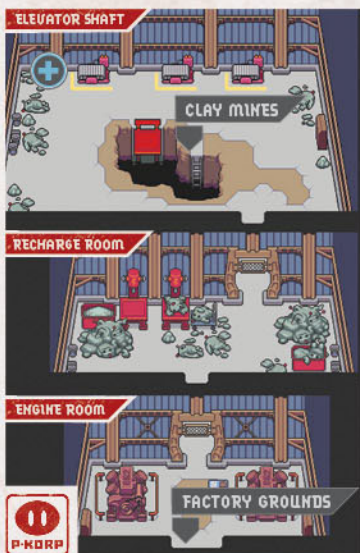 ELEVATOR SHAFT
CLAY MINES
RECHARGE ROOM
ENGINE ROOM
FACTORY GROUNDS
P-KORP